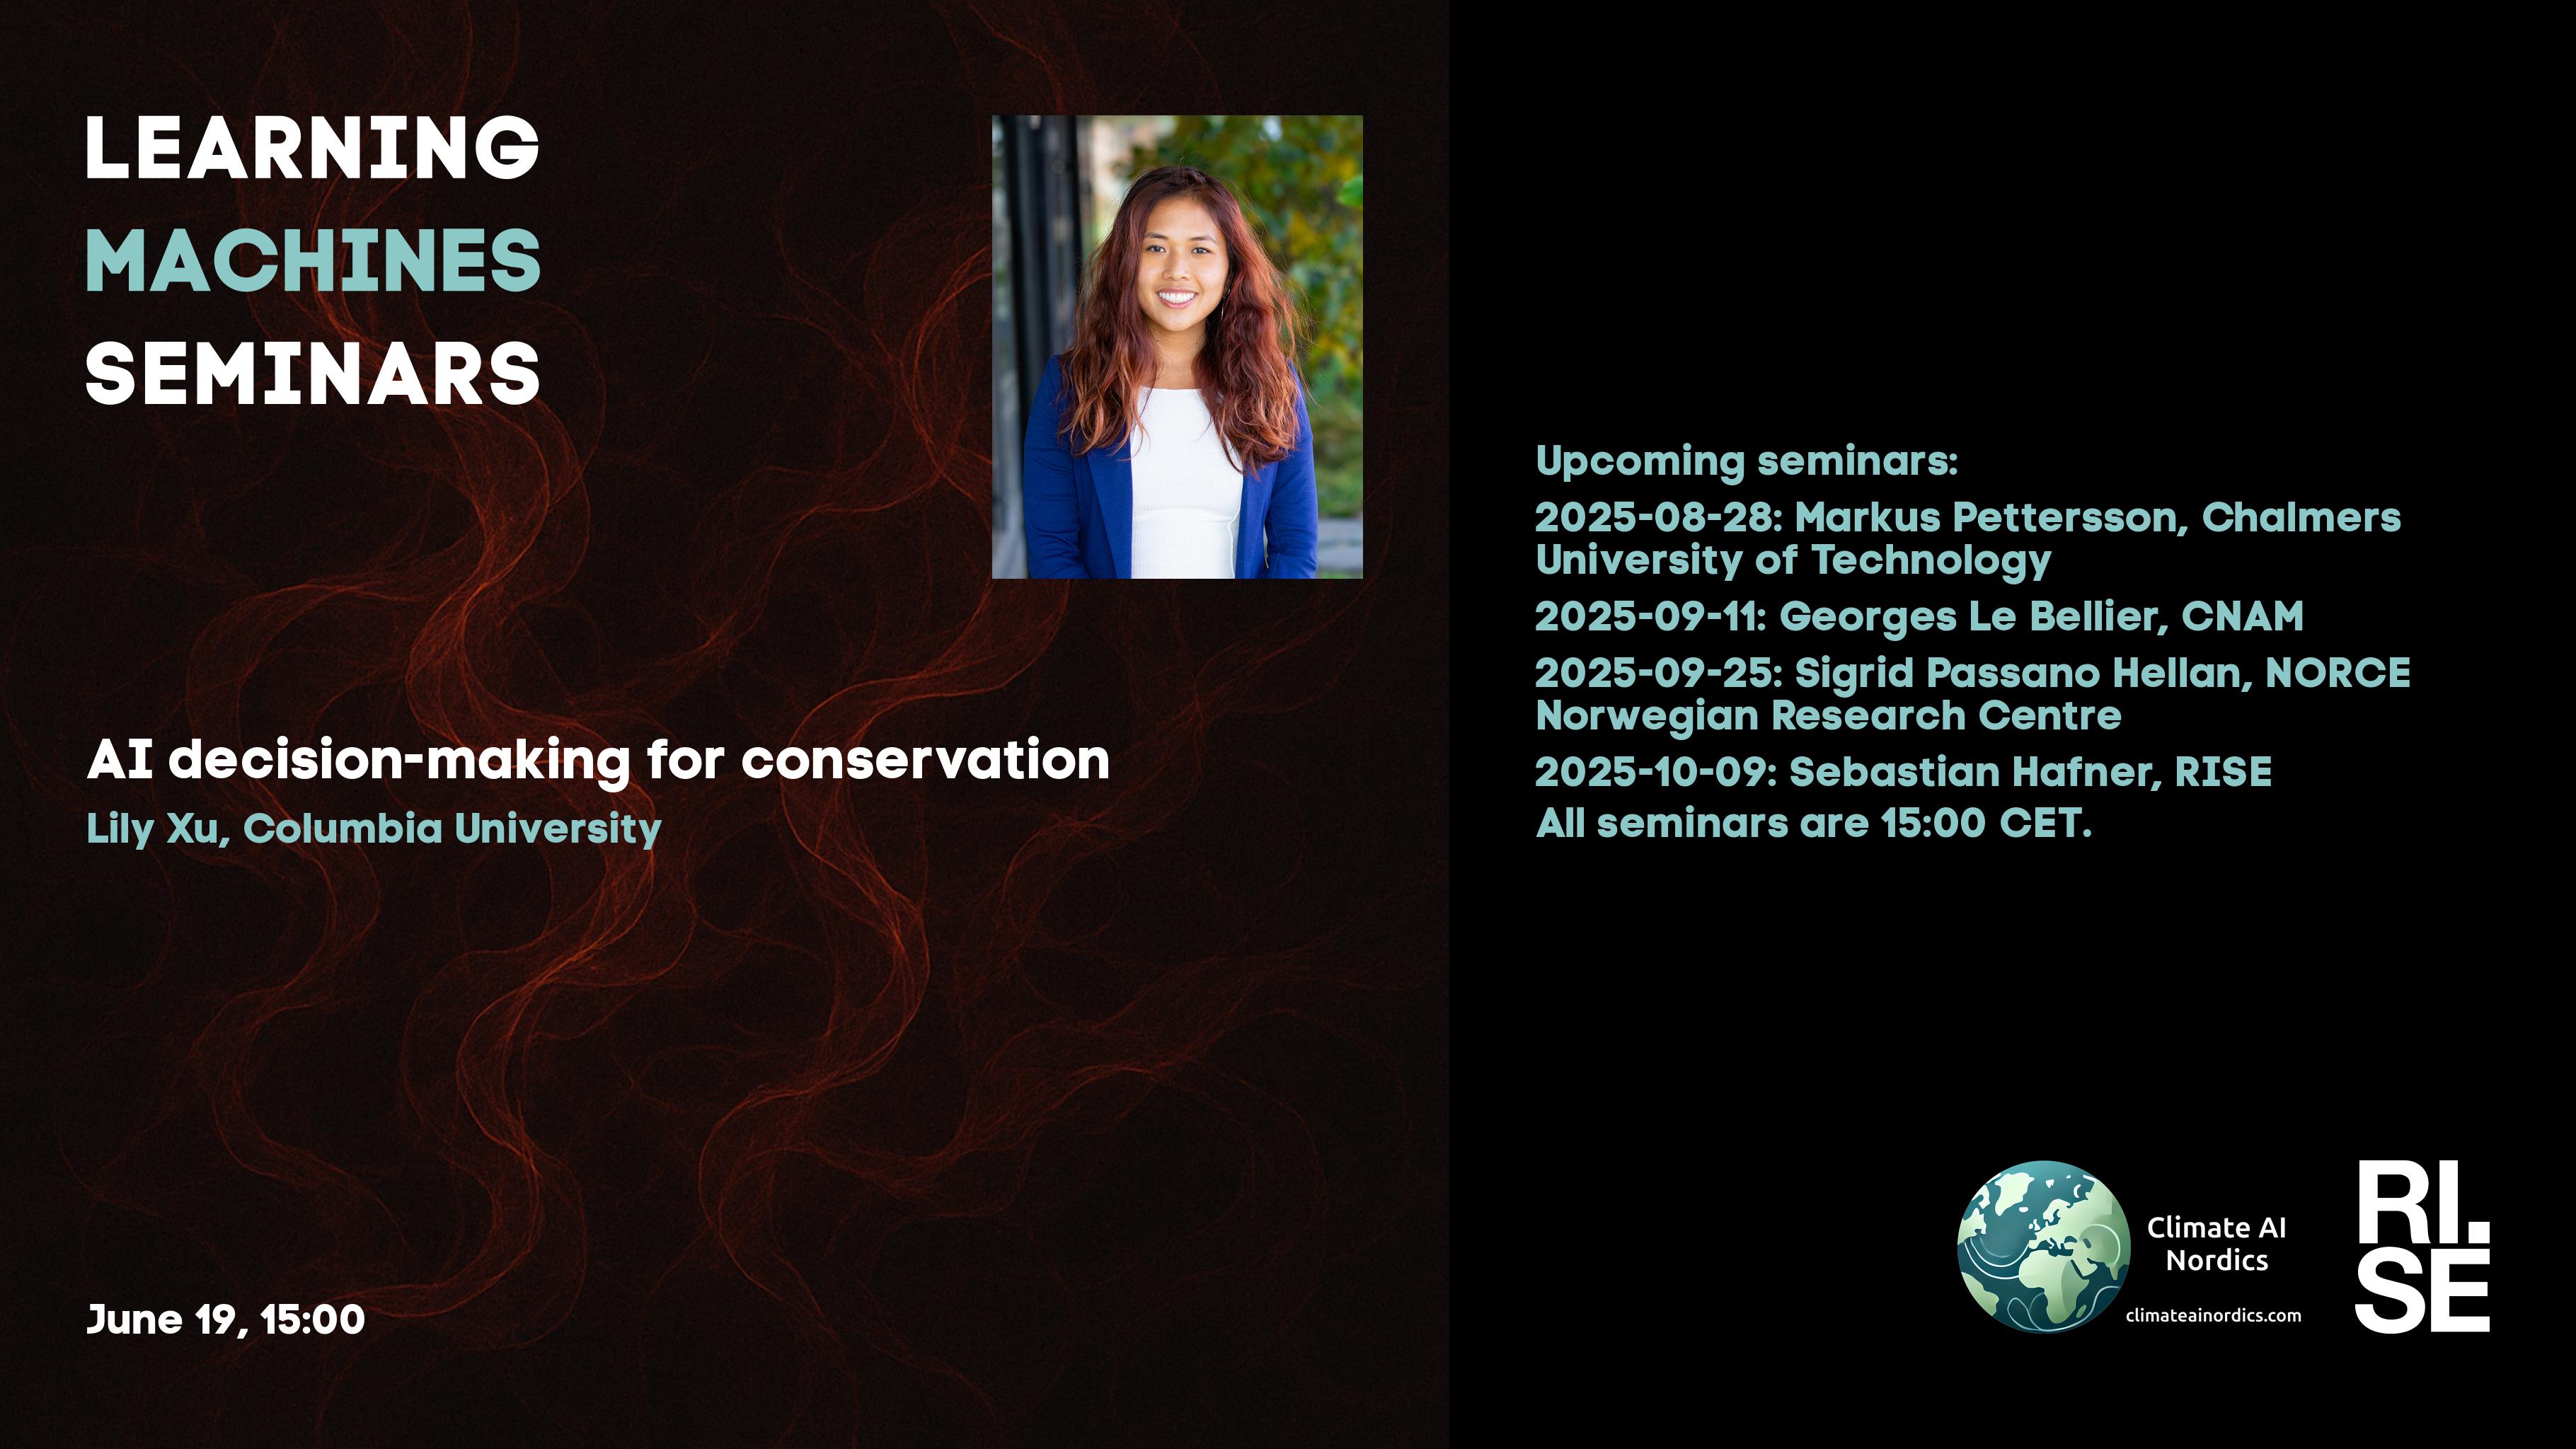 LEARNING
MACHINES
SEMINARS
AI decision-making for conservation
Lily Xu, Columbia University
June 19, 15:00
Upcoming seminars:
2025-08-28: Markus Pettersson, Chalmers
University of Technology
2025-09-11: Georges Le Bellier, CNAM
2025-09-25: Sigrid Passano Hellan, NORCE
Norwegian Research Centre
2025-10-09: Sebastian Hafner, RISE
All seminars are 15:00 CET.
Climate AI
Nordics
climateainordics.com
RI.
SE